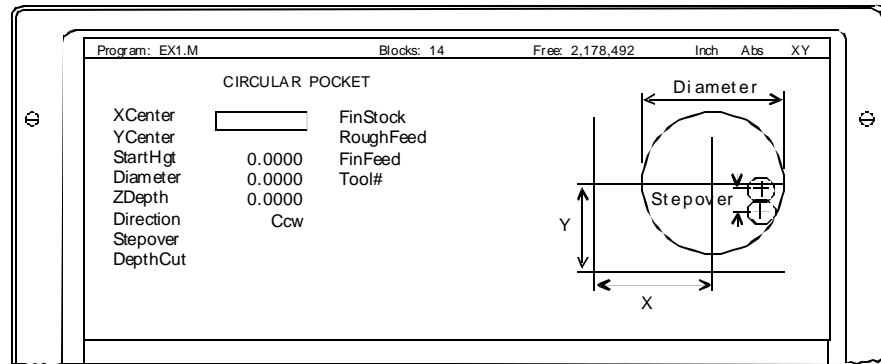 Program: EX1.M Blocks: 14 Free: 2,178,492 Inch Abs XY
CIRCULAR POCKET
XCenter
YCenter
StartHgt 0.0000
Diameter 0.0000
ZDepth 0.0000
Direction Ccw
Stepover
DepthCut
FinStock
RoughFeed
FinFeed
Tool#
Diameter
Stepover
Y
X